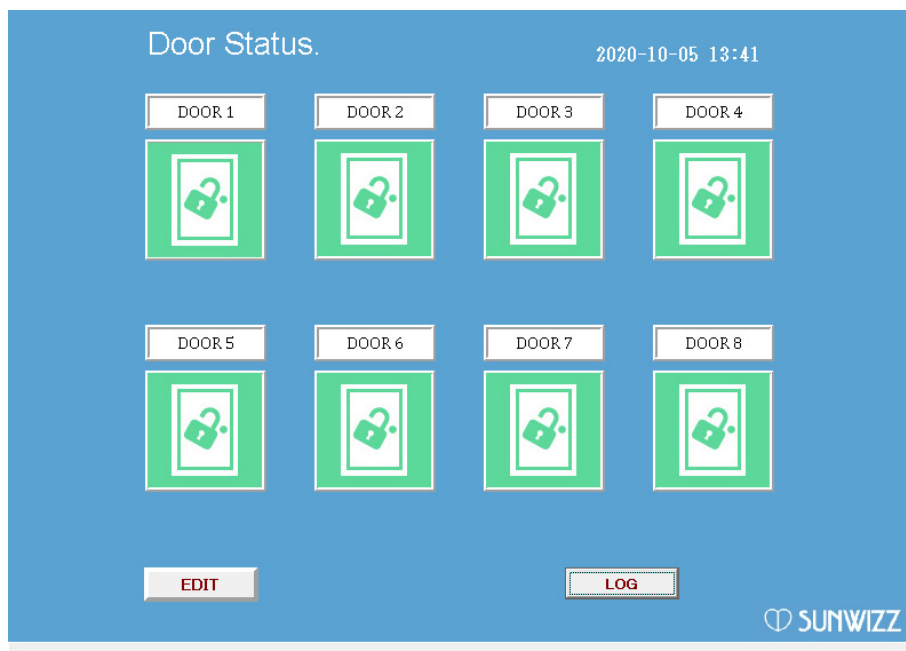 Door Status.
2020-10-05 13:41
DOOR 1
DOOR 2
DOOR 3
DOOR 4
DOOR 5
DOOR 6
DOOR 7
DOOR 8
EDIT
LOG
SUNWIZZ